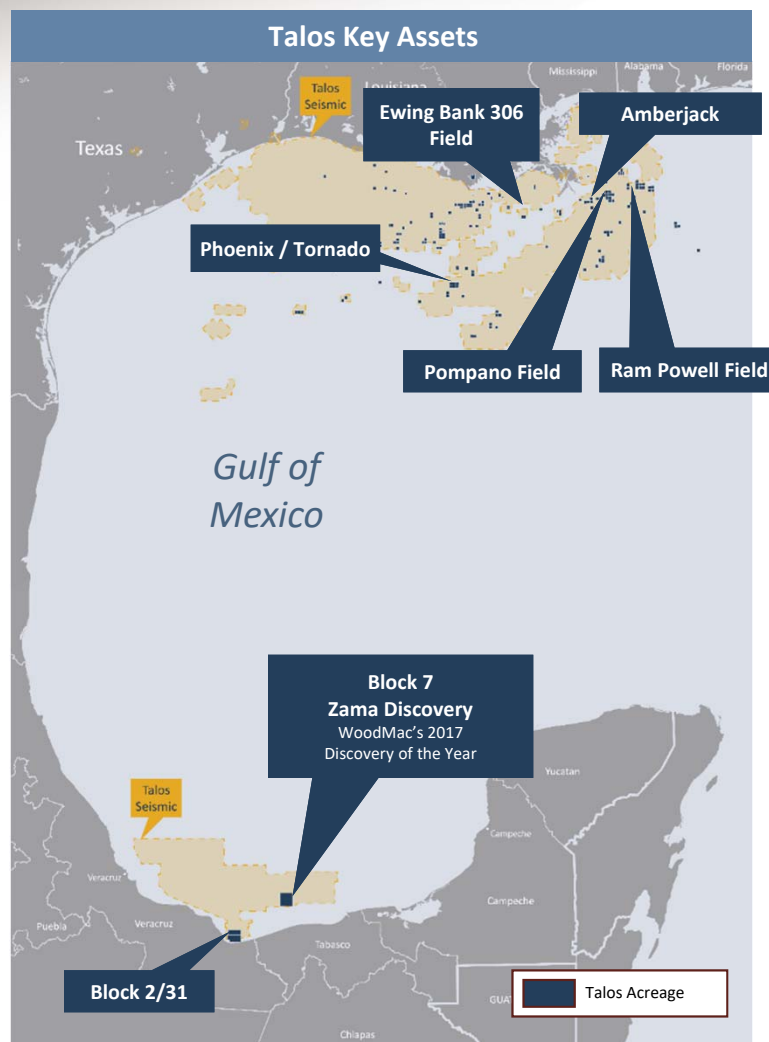 Talos Key Assets
Mississippi
Alabama
Florida
Louisiana
Talos
Seismic
Ewing Bank 306
Field
Amberjack
Texas
Phoenix / Tornado
Pompano Field
Ram Powell Field
Gulf of
Mexico
Block 7
Zama Discovery
WoodMac's 2017
Discovery of the Year
Yucatan
Talos
Seismic
Campeche
Veracruz
Campeche
Puebla
Veracruz
Tabasco
Block 2/31
Talos Acreage
Chiapas